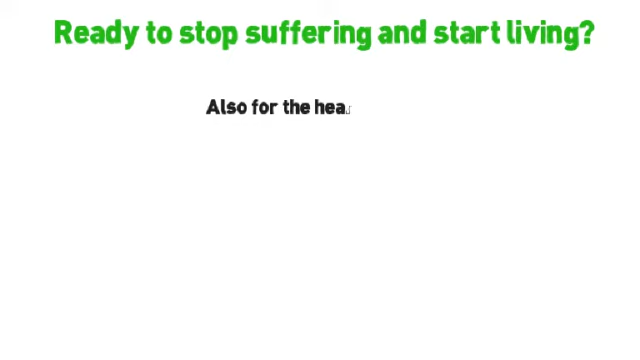 Ready to stop suffering and start living?
Also for the hea